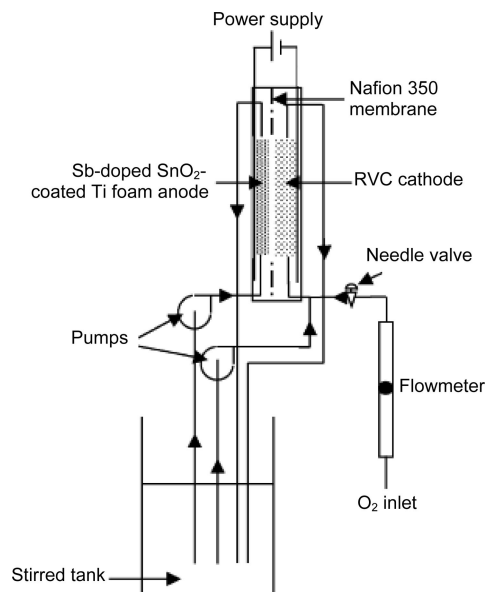 Power supply
Nafion 350
membrane
Sb-doped SnO₂-
coated Ti foam anode
RVC cathode
Needle valve
Pumps
Flowmeter
O₂ inlet
Stirred tank